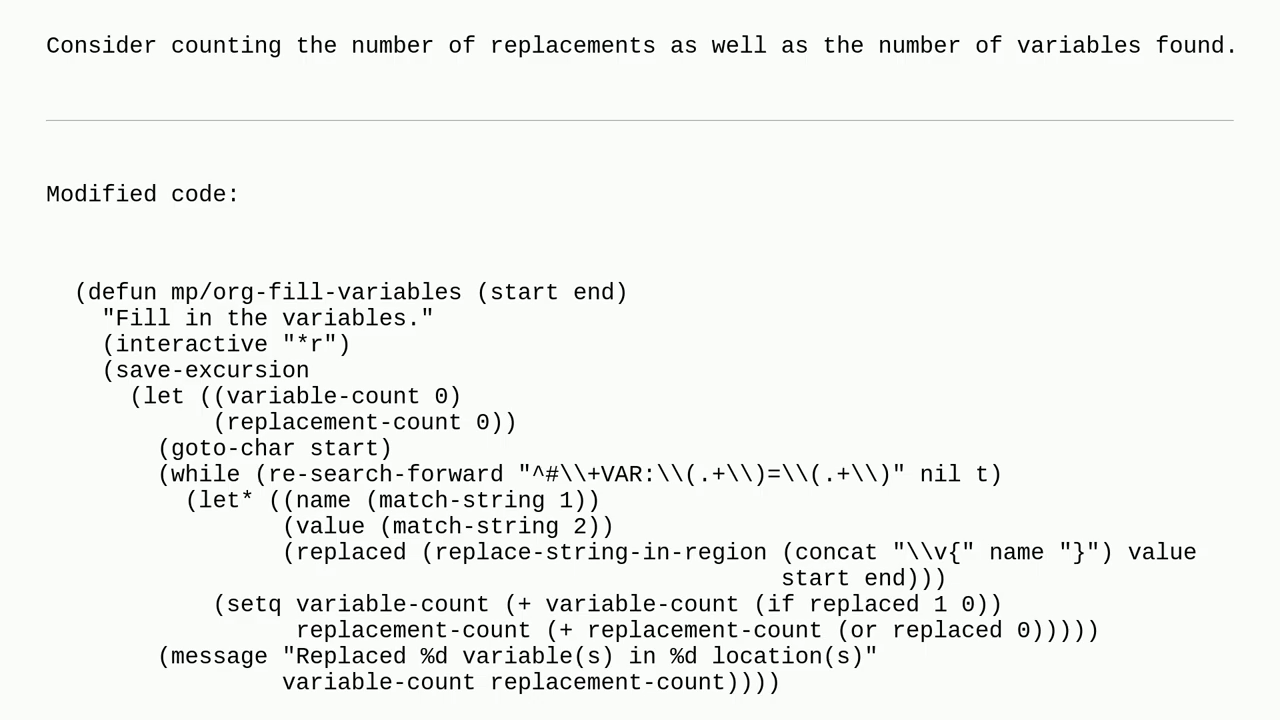 Consider counting the number of replacements as well as the number of variables found.
Modified code:
(defun mp/org-fill-variables (start end)
  "Fill in the variables."
  (interactive "*r")
  (save-excursion
    (let ((variable-count 0)
          (replacement-count 0))
      (goto-char start)
      (while (re-search-forward "^#\\+VAR:\\(.+\\)=\\(.+\\)" nil t)
        (let* ((name (match-string 1))
               (value (match-string 2))
               (replaced (replace-string-in-region (concat "\\v{" name "}") value
                                                   start end)))
          (setq variable-count (+ variable-count (if replaced 1 0))
                replacement-count (+ replacement-count (or replaced 0)))))
      (message "Replaced %d variable(s) in %d location(s)"
               variable-count replacement-count))))